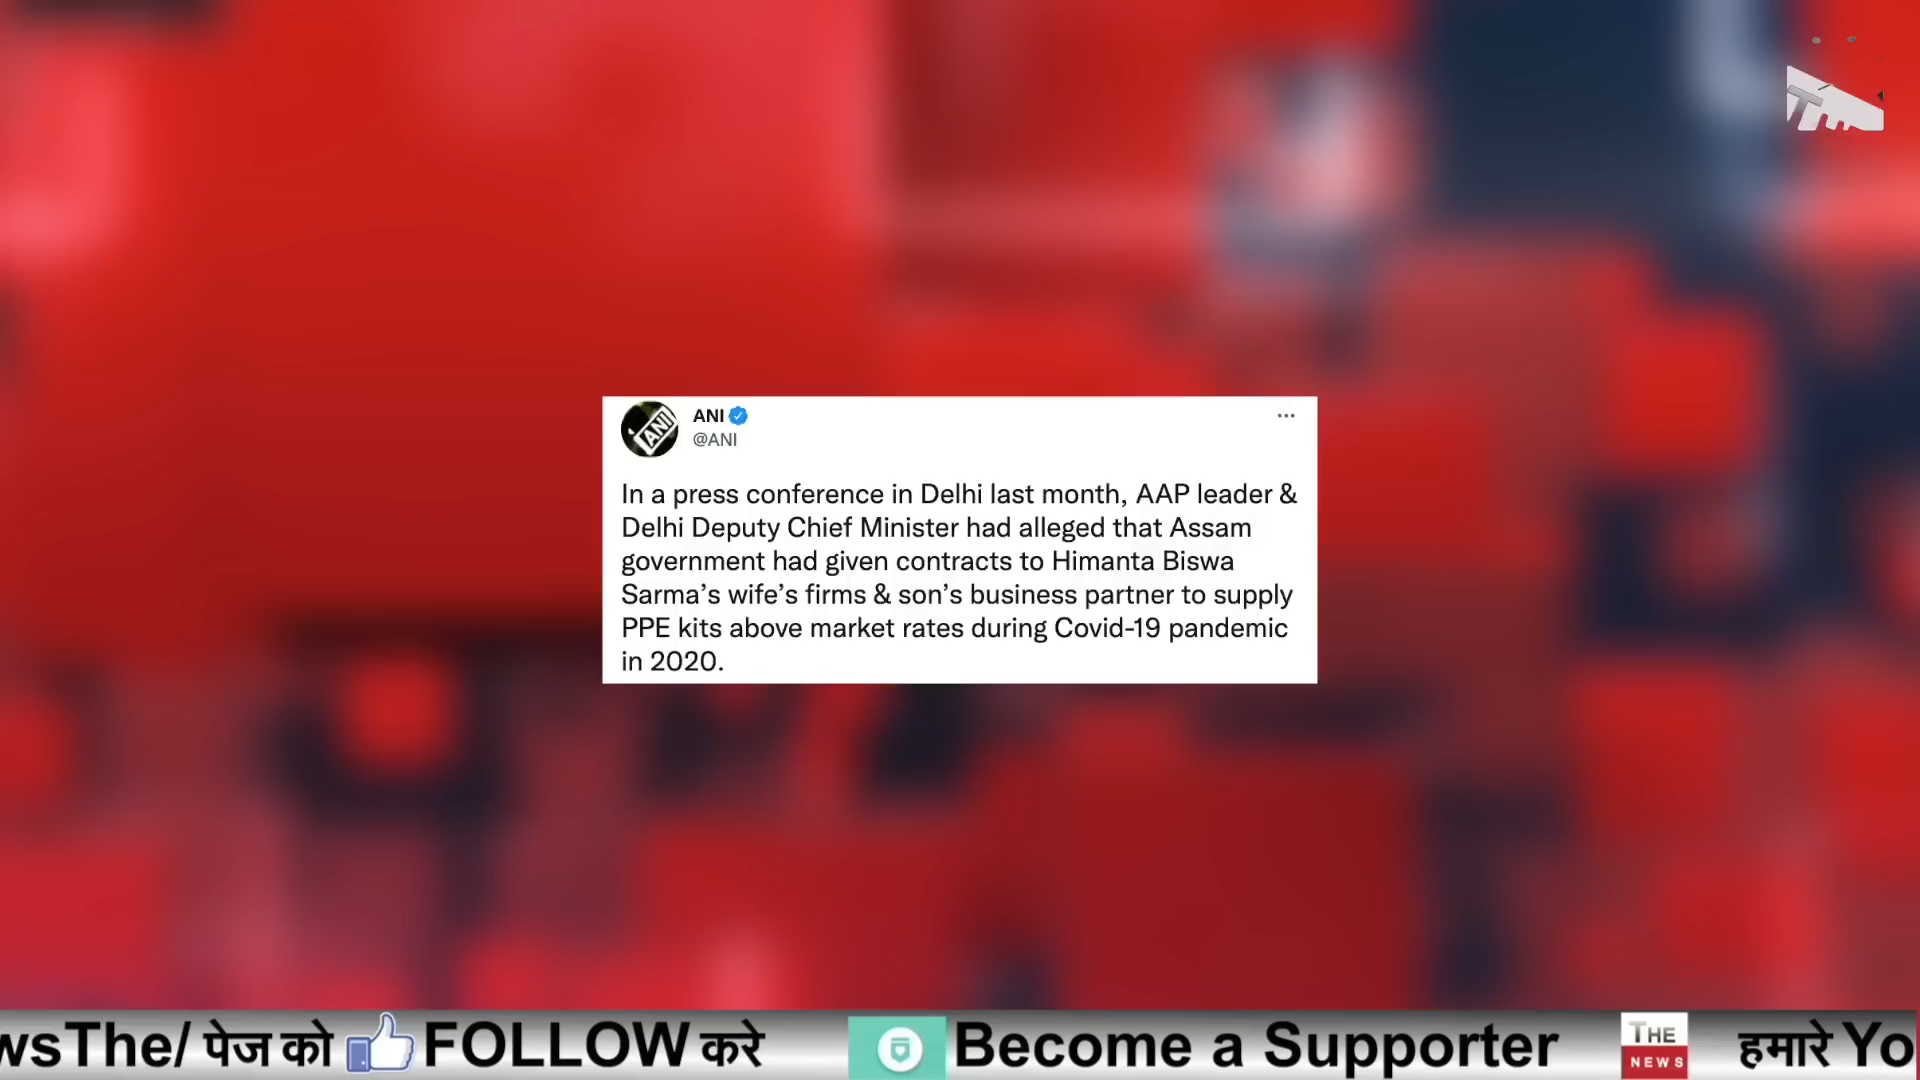 ANI
@ANI
In a press conference in Delhi last month, AAP leader &
Delhi Deputy Chief Minister had alleged that Assam
government had given contracts to Himanta Biswa
Sarma’s wife’s firms & son’s business partner to supply
PPE kits above market rates during Covid-19 pandemic
in 2020.
wsThe/ पेज को FOLLOW करे Become a Supporter THE NEWS हमारे Yo